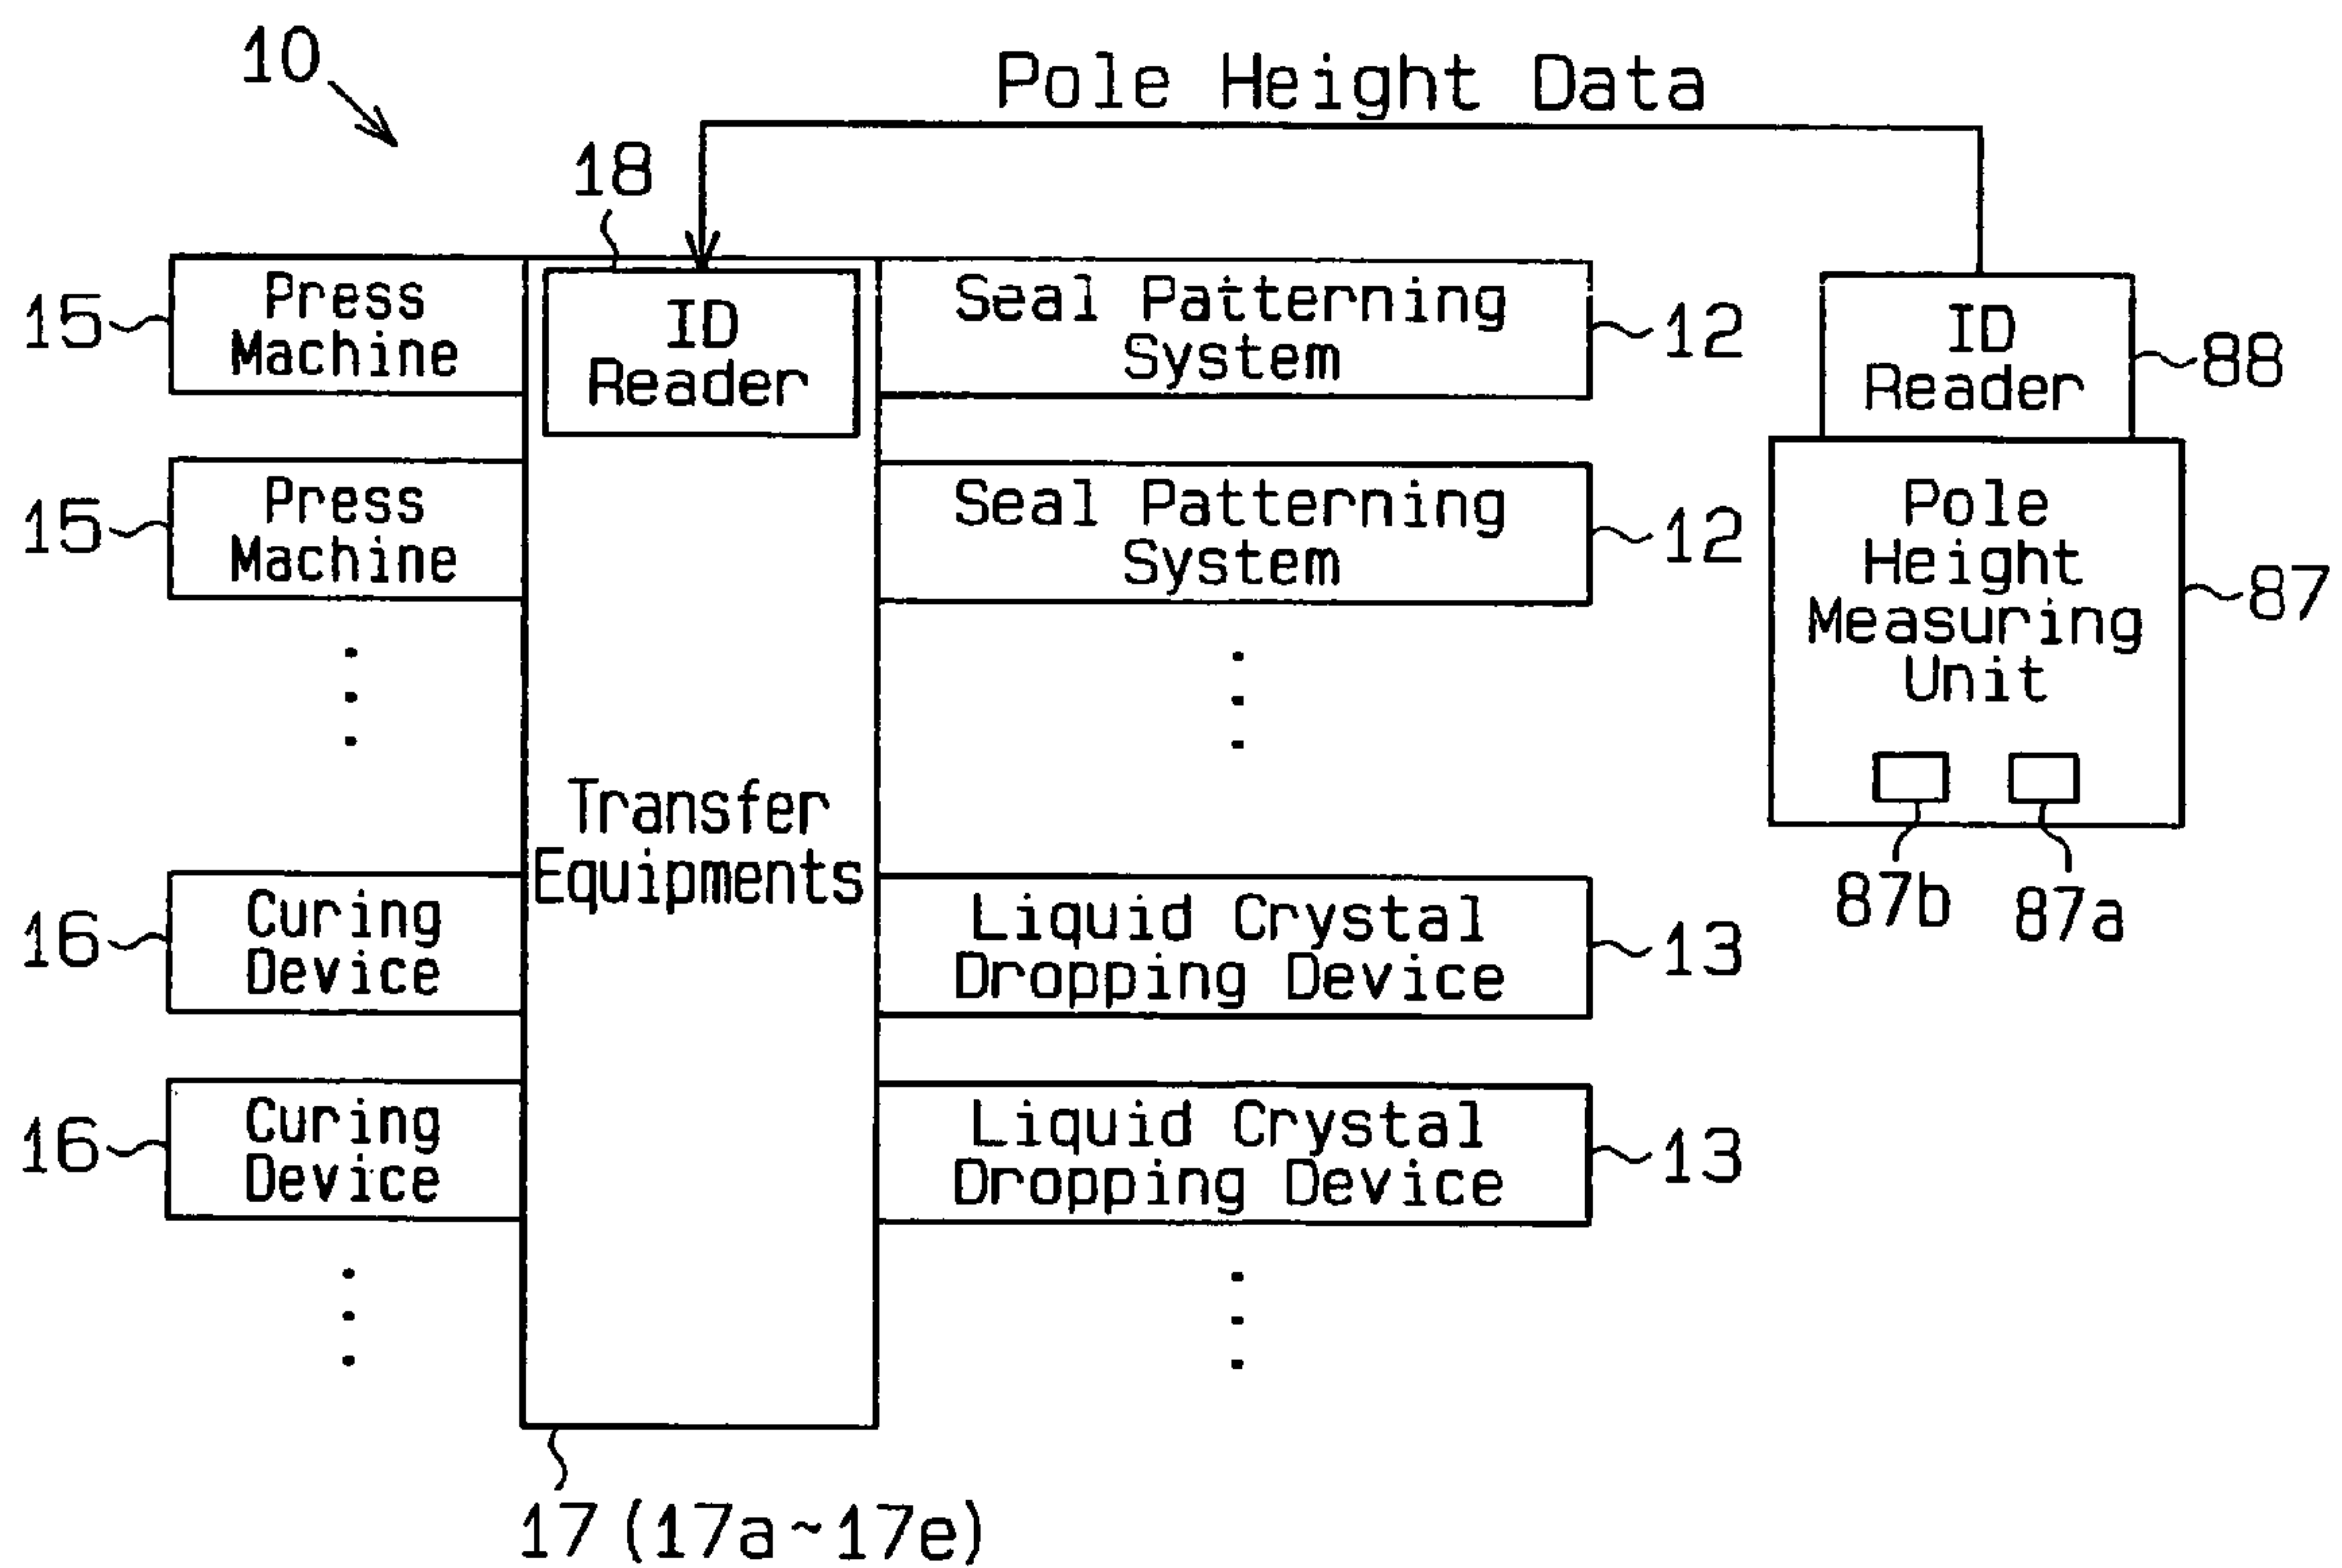 10
Pole Height Data
18
15
Press
Machine
ID
Reader
Seal Patterning
System
12
ID
Reader
88
15
Press
Machine
Seal Patterning
System
12
Pole
Height
Measuring
Unit
87
87b
87a
Transfer
Equipments
16
Curing
Device
Liquid Crystal
Dropping Device
13
16
Curing
Device
Liquid Crystal
Dropping Device
13
17 (17a~17e)